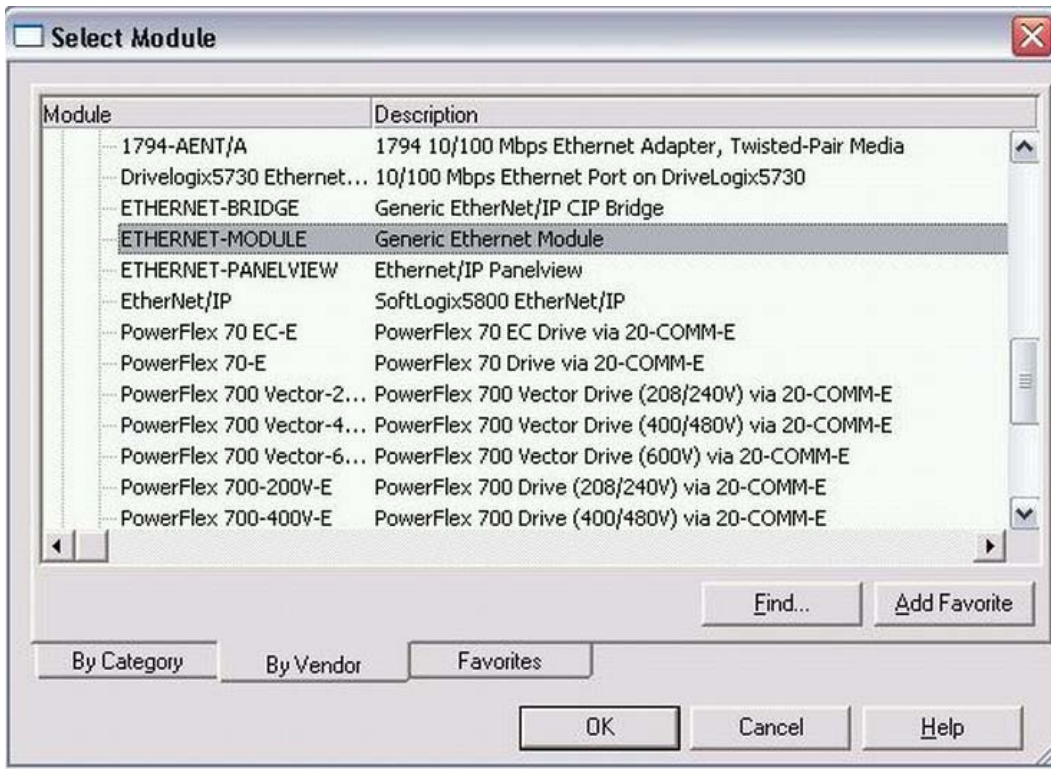 Select Module
Module Description
1794-AENT/A 1794 10/100 Mbps Ethernet Adapter, Twisted-Pair Media
Drivelogix5730 Ethernet... 10/100 Mbps Ethernet Port on DriveLogix5730
ETHERNET-BRIDGE Generic EtherNet/IP CIP Bridge
ETHERNET-MODULE Generic Ethernet Module
ETHERNET-PANELVIEW Ethernet/IP Panelview
EtherNet/IP SoftLogix5800 EtherNet/IP
PowerFlex 70 EC-E PowerFlex 70 EC Drive via 20-COMM-E
PowerFlex 70-E PowerFlex 70 Drive via 20-COMM-E
PowerFlex 700 Vector-2... PowerFlex 700 Vector Drive (208/240V) via 20-COMM-E
PowerFlex 700 Vector-4... PowerFlex 700 Vector Drive (400/480V) via 20-COMM-E
PowerFlex 700 Vector-6... PowerFlex 700 Vector Drive (600V) via 20-COMM-E
PowerFlex 700-200V-E PowerFlex 700 Drive (208/240V) via 20-COMM-E
PowerFlex 700-400V-E PowerFlex 700 Drive (400/480V) via 20-COMM-E
Find... Add Favorite
By Category By Vendor Favorites
OK Cancel Help